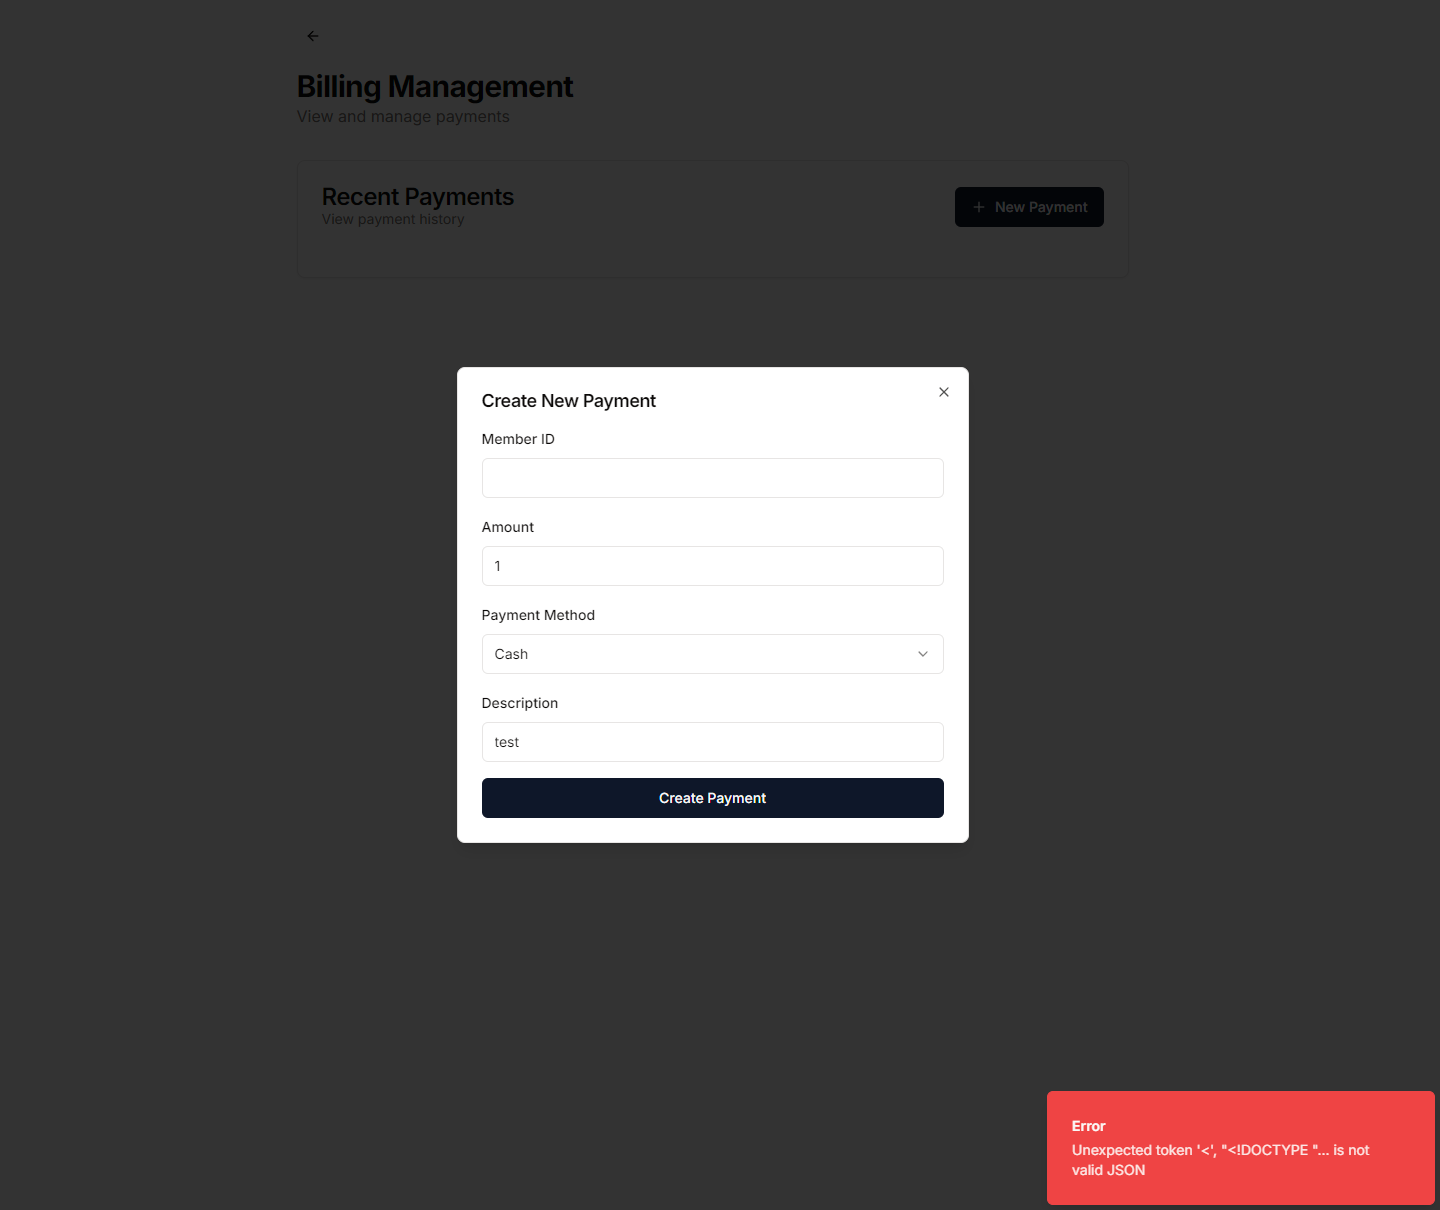 Billing Management
View and manage payments
Recent Payments
View payment history
New Payment
Create New Payment
Member ID
Amount
1
Payment Method
Cash
Description
test
Create Payment
Error
Unexpected token '<', "<!DOCTYPE "... is not
valid JSON